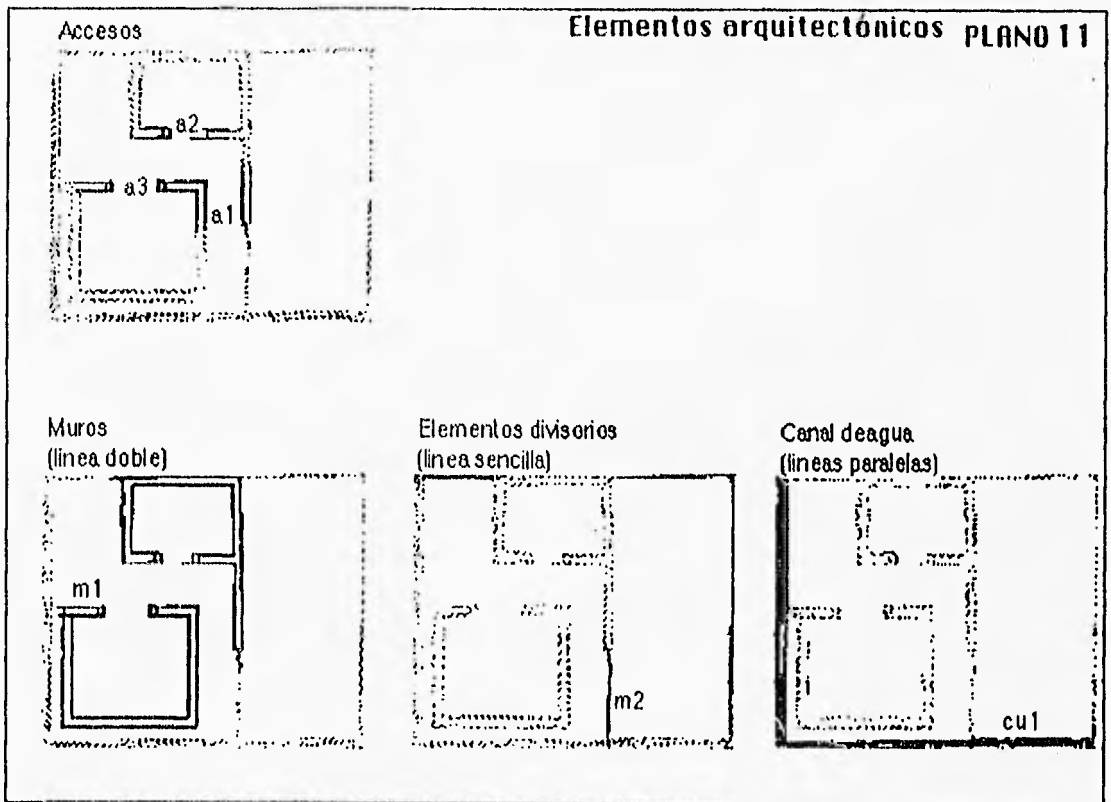 Elementos arquitectónicos PLANO 11
Accesos
a2
a3
a1
Muros
(linea doble)
m1
Elementos divisorios
(linea sencilla)
m2
Canal deagua
(lineas paralelas)
cu1